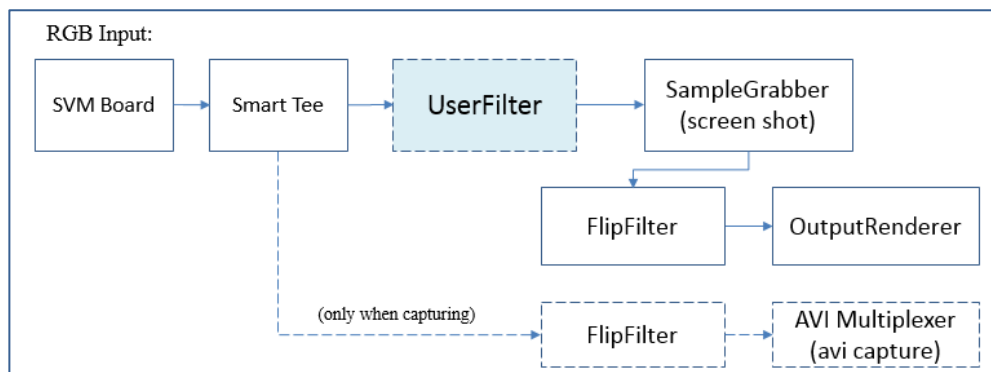 RGB Input:
SVM Board
Smart Tee
UserFilter
SampleGrabber
(screen shot)
FlipFilter
OutputRenderer
(only when capturing)
FlipFilter
AVI Multiplexer
(avi capture)